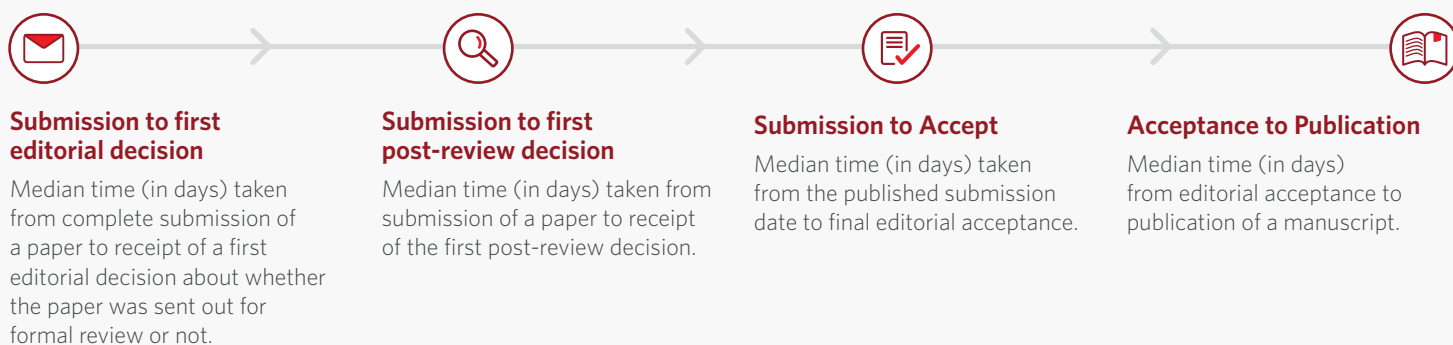 Submission to first
editorial decision
Median time (in days) taken
from complete submission of
a paper to receipt of a first
editorial decision about whether
the paper was sent out for
formal review or not.
Submission to first
post-review decision
Median time (in days) taken from
submission of a paper to receipt
of the first post-review decision.
Submission to Accept
Median time (in days) taken
from the published submission
date to final editorial acceptance.
Acceptance to Publication
Median time (in days)
from editorial acceptance to
publication of a manuscript.